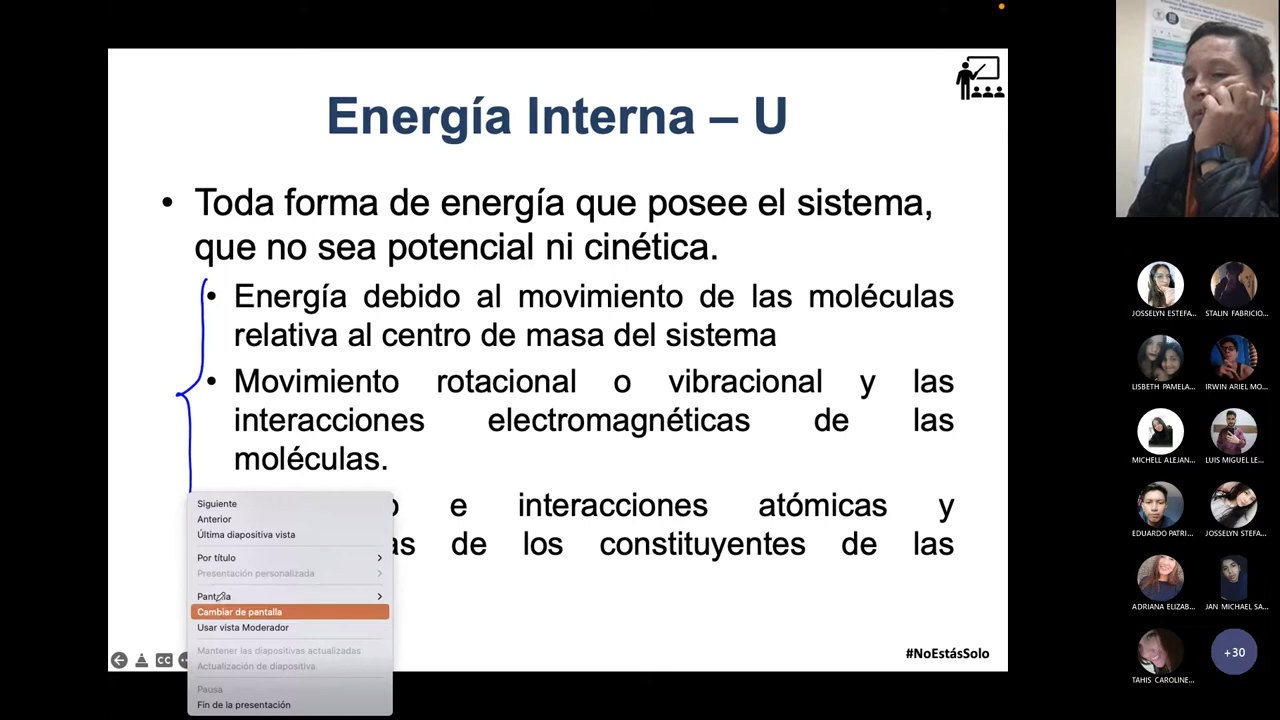 Energía Interna – U
• Toda forma de energía que posee el sistema,
que no sea potencial ni cinética.
• Energía debido al movimiento de las moléculas
relativa al centro de masa del sistema
• Movimiento rotacional o vibracional y las
interacciones electromagnéticas de las
moléculas.
e interacciones atómicas y
de los constituyentes de las
Siguiente
Anterior
Última diapositiva vista
Por título
Presentación personalizada
Pantalla
Cambiar de pantalla
Usar vista Moderador
Mantener las diapositivas actualizadas
Actualización de diapositiva
Pausa
Fin de la presentación
CC
#NoEstásSolo
JOSSELYN ESTEFA...
STALIN FABRICIO...
LISBETH PAMELA...
IRWIN ARIEL MO...
MICHELL ALEJAN...
LUIS MIGUEL LE...
EDUARDO PATRI...
JOSSELYN STEFA...
ADRIANA ELIZAB...
JAN MICHAEL SA...
TAHIS CAROLINE...
+30